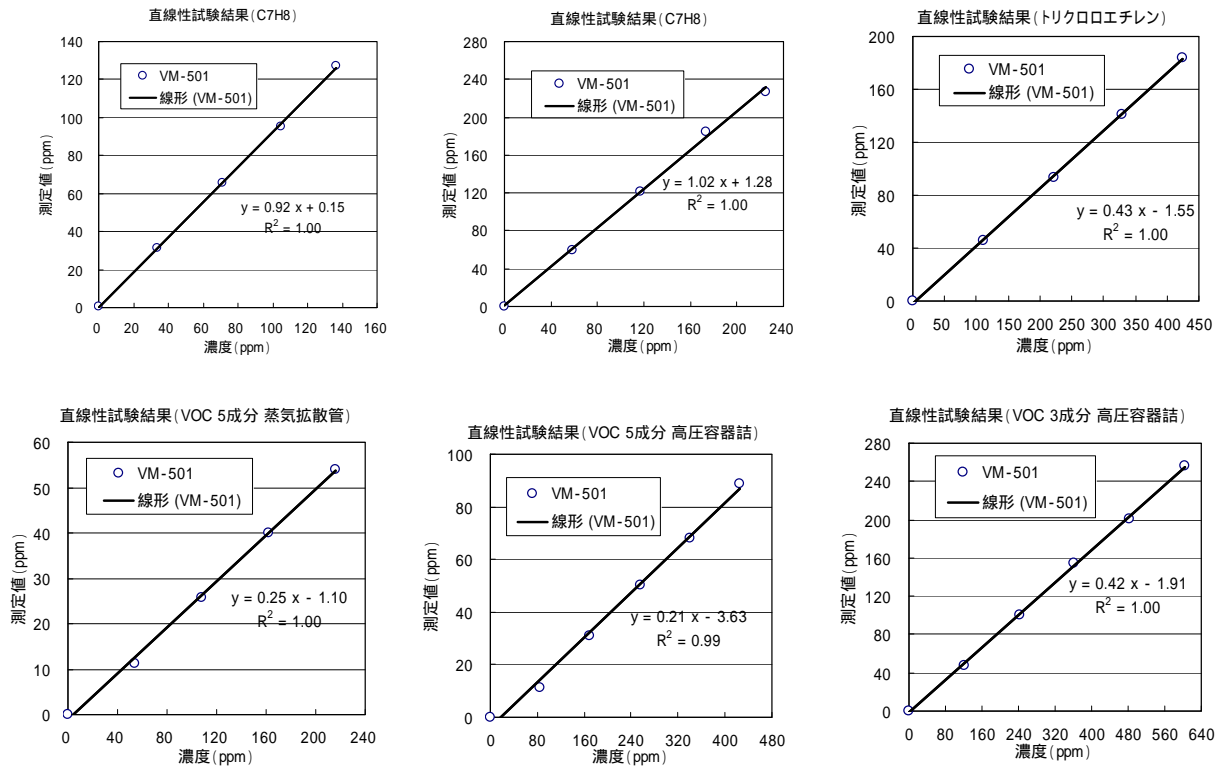 直線性試験結果(C7H8)
140
120
100
80
60
40
20
0
測定値(ppm)
VM-501
線形 (VM-501)
y = 0.92 x + 0.15
R² = 1.00
0 20 40 60 80 100 120 140 160
濃度(ppm)
直線性試験結果(C7H8)
280
240
200
160
120
80
40
0
測定値(ppm)
VM-501
線形 (VM-501)
y = 1.02 x + 1.28
R² = 1.00
0 40 80 120 160 200 240
濃度(ppm)
直線性試験結果(トリクロロエチレン)
200
160
120
80
40
0
測定値(ppm)
VM-501
線形 (VM-501)
y = 0.43 x - 1.55
R² = 1.00
0 50 100 150 200 250 300 350 400 450
濃度(ppm)
直線性試験結果(VOC 5成分 蒸気拡散管)
60
50
40
30
20
10
0
測定値(ppm)
VM-501
線形 (VM-501)
y = 0.25 x - 1.10
R² = 1.00
0 40 80 120 160 200 240
濃度(ppm)
直線性試験結果(VOC 5成分 高圧容器詰)
100
80
60
40
20
0
測定値(ppm)
VM-501
線形 (VM-501)
y = 0.21 x - 3.63
R² = 0.99
0 80 160 240 320 400 480
濃度(ppm)
直線性試験結果(VOC 3成分 高圧容器詰)
280
240
200
160
120
80
40
0
測定値(ppm)
VM-501
線形 (VM-501)
y = 0.42 x - 1.91
R² = 1.00
0 80 160 240 320 400 480 560 640
濃度(ppm)